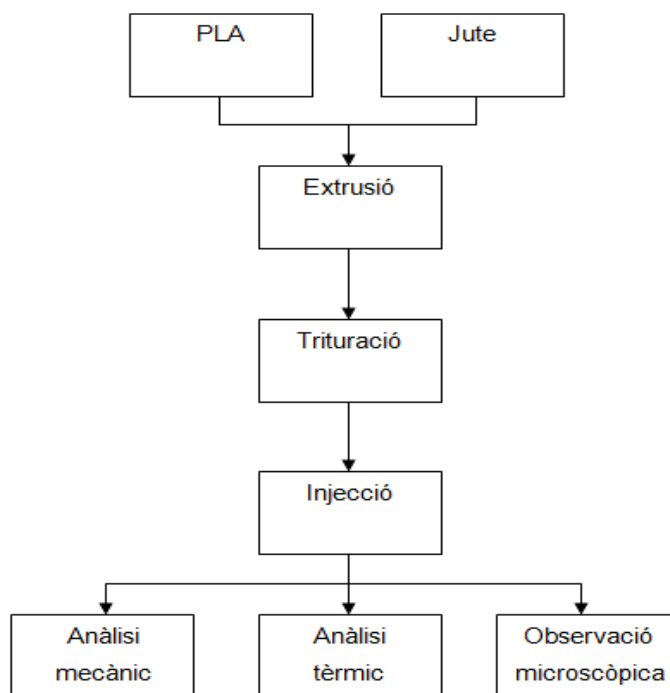 PLA
Jute
Extrusió
Trituració
Injecció
Anàlisi
mecànic
Anàlisi
tèrmic
Observació
microscòpica